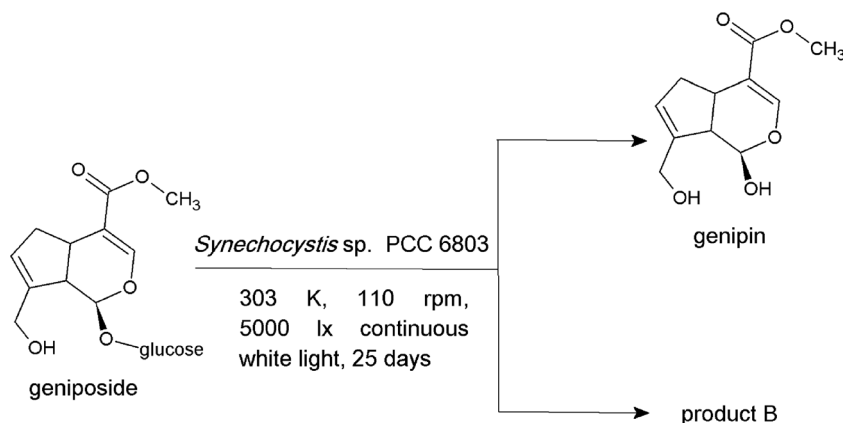 O
O
CH3
O
OH
OH
genipin
O
O
CH3
O
OH
O
glucose
geniposide
Synechocystis sp. PCC 6803
303 K, 110 rpm,
5000 lx continuous
white light, 25 days
product B